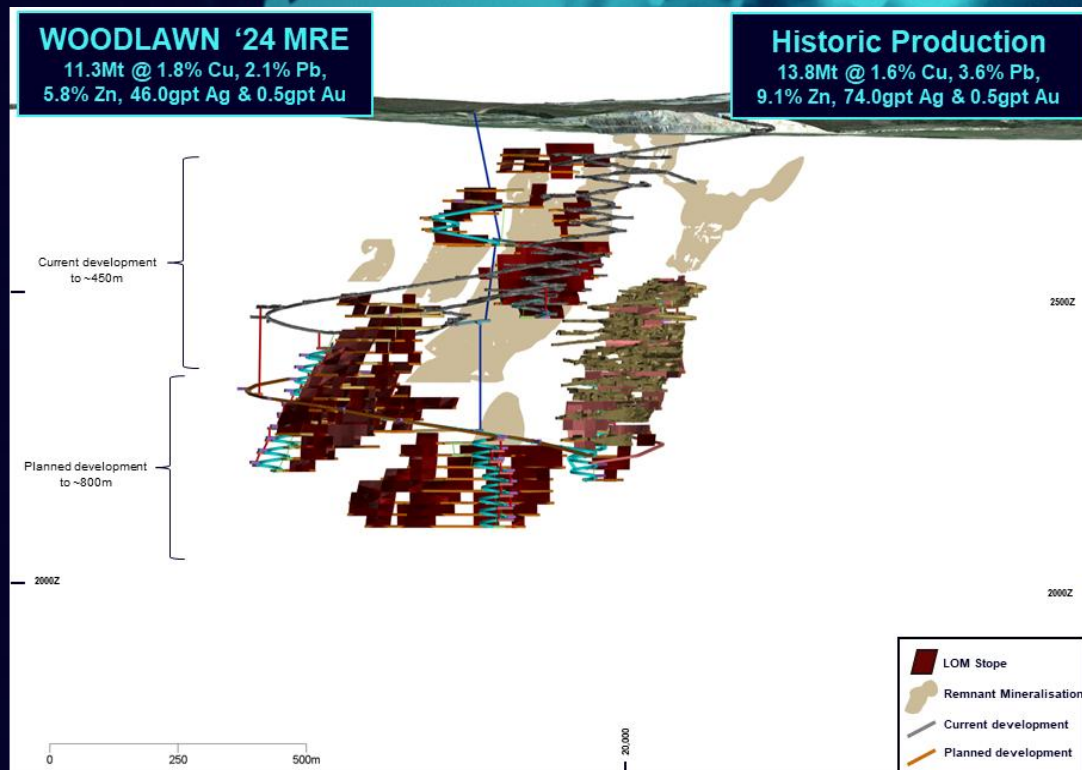 WOODLAWN ‘24 MRE
11.3Mt @ 1.8% Cu, 2.1% Pb,
5.8% Zn, 46.0gpt Ag & 0.5gpt Au
Historic Production
13.8Mt @ 1.6% Cu, 3.6% Pb,
9.1% Zn, 74.0gpt Ag & 0.5gpt Au
Current development
to ~450m
2500Z
Planned development
to ~800m
2000Z
2000Z
LOM Stope
Remnant Mineralisation
Current development
Planned development
20,000
0 250 500m